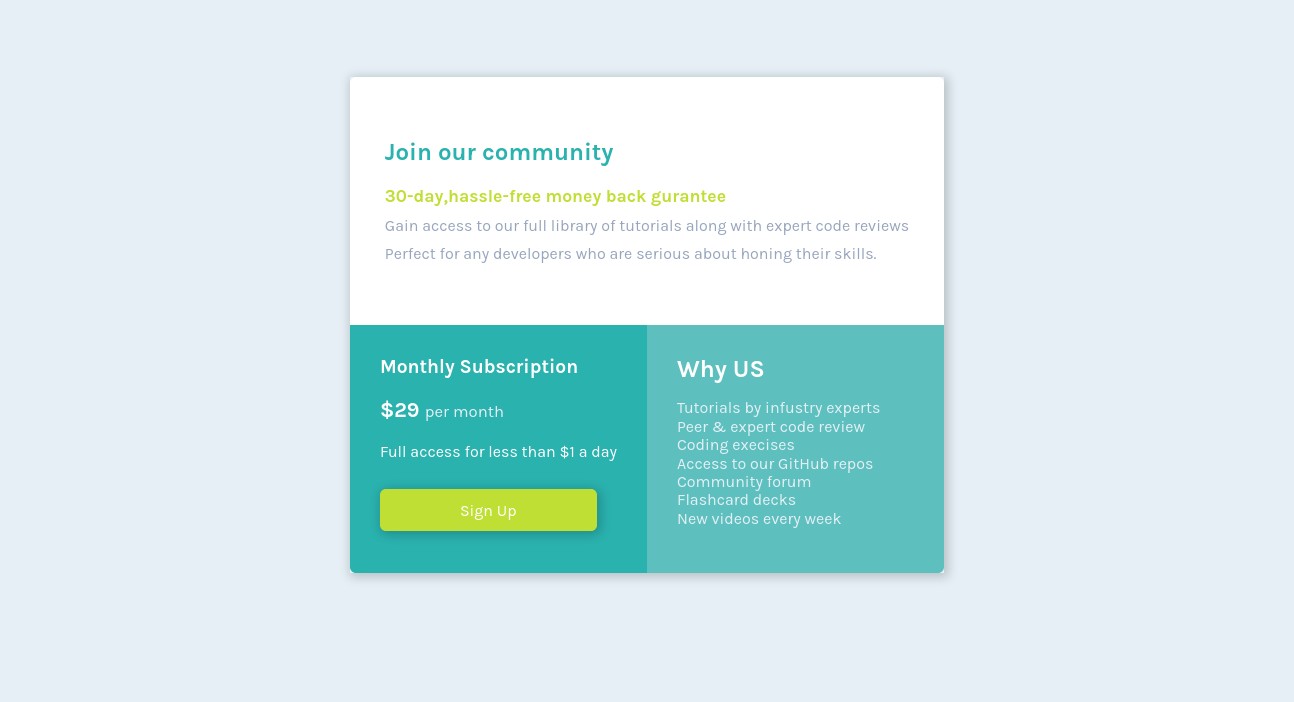 Join our community
30-day,hassle-free money back gurantee
Gain access to our full library of tutorials along with expert code reviews
Perfect for any developers who are serious about honing their skills.
Monthly Subscription
$29 per month
Full access for less than $1 a day
Sign Up
Why US
Tutorials by infustry experts
Peer & expert code review
Coding execises
Access to our GitHub repos
Community forum
Flashcard decks
New videos every week